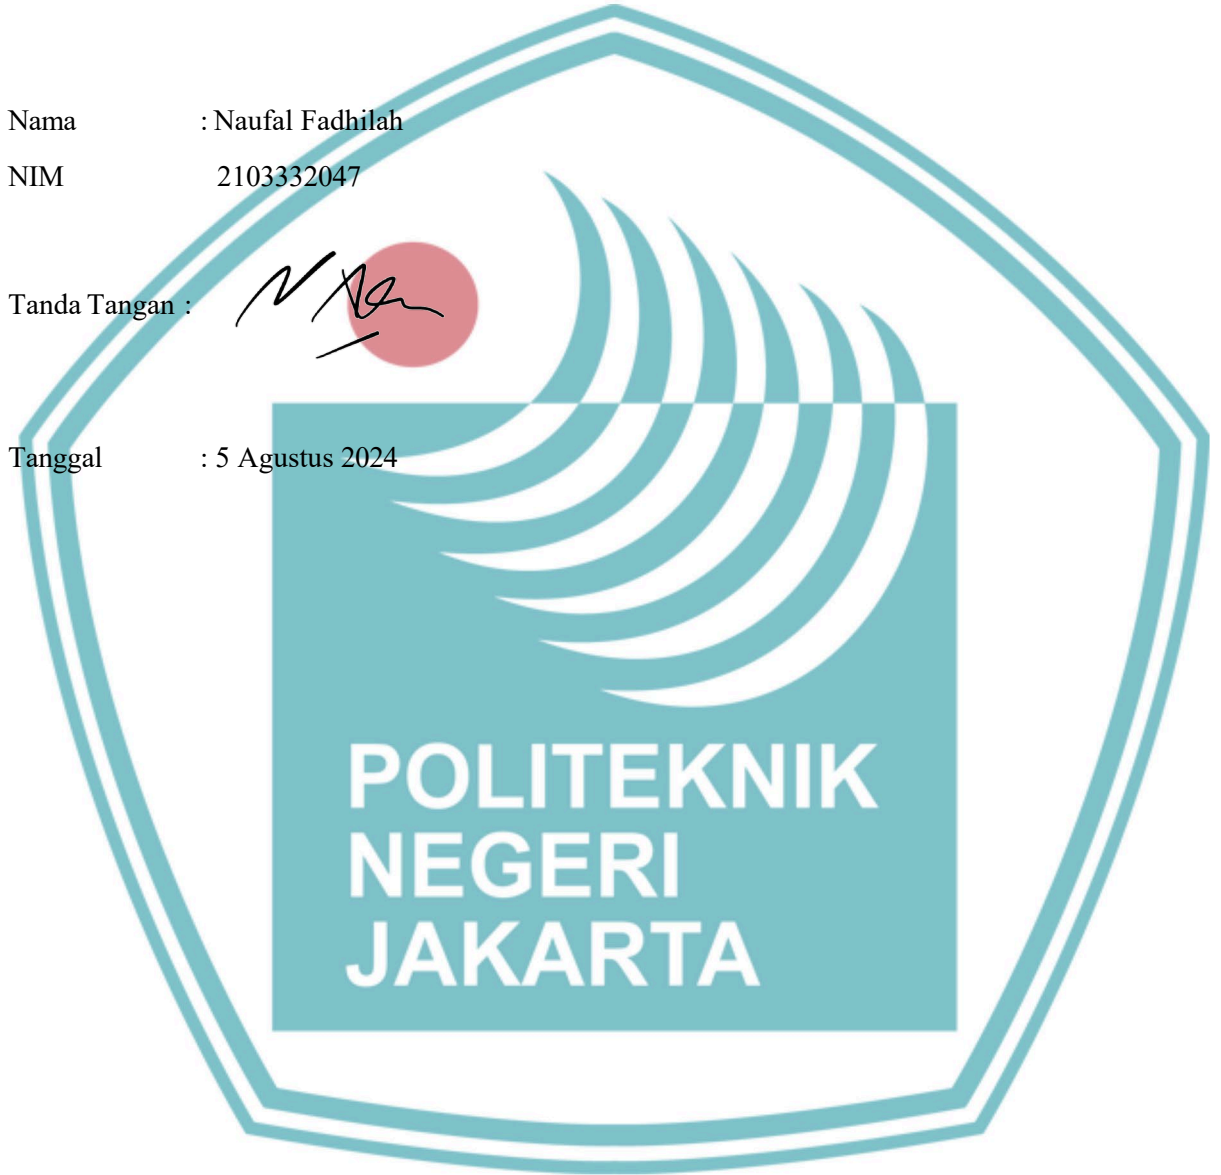 Nama : Naufal Fadhilah
NIM 2103332047
Tanda Tangan :
Tanggal : 5 Agustus 2024
POLITEKNIK
NEGERI
JAKARTA